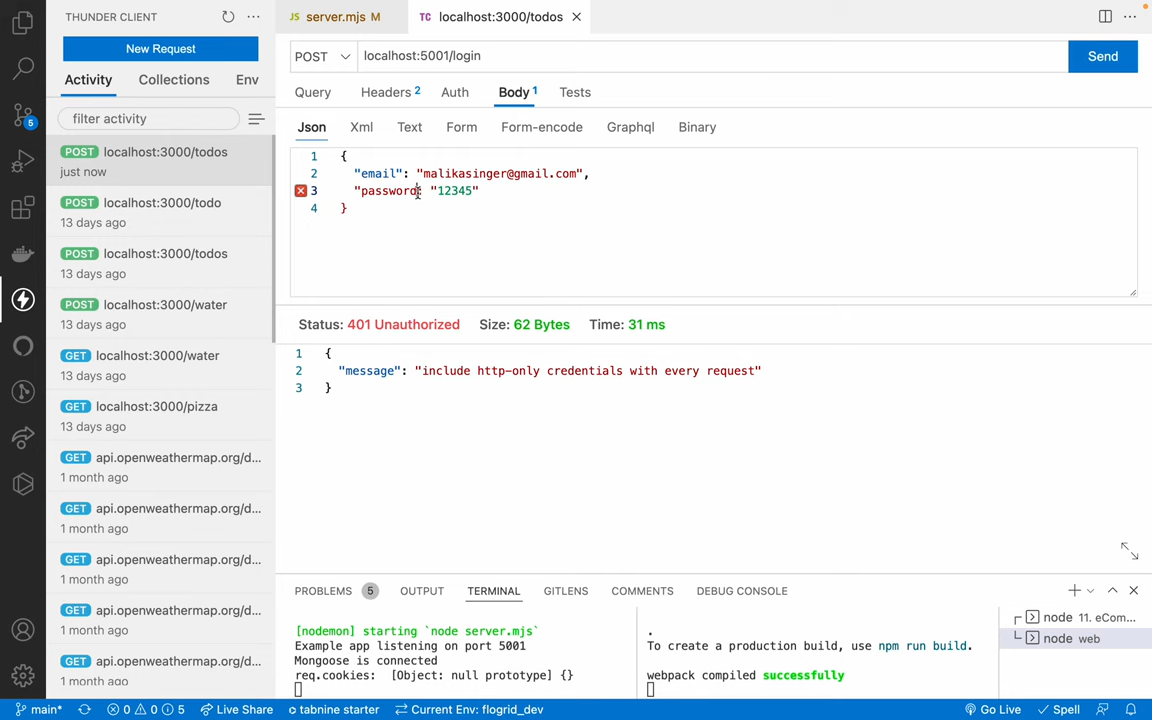 THUNDER CLIENT
New Request
Activity Collections Env
filter activity
POST localhost:3000/todos
just now
POST localhost:3000/todo
13 days ago
POST localhost:3000/todos
13 days ago
POST localhost:3000/water
13 days ago
GET localhost:3000/water
13 days ago
GET localhost:3000/pizza
13 days ago
GET api.openweathermap.org/d...
1 month ago
GET api.openweathermap.org/d...
1 month ago
GET api.openweathermap.org/d...
1 month ago
GET api.openweathermap.org/d...
1 month ago
GET api.openweathermap.org/d...
1 month ago
5
JS server.mjs M
TC localhost:3000/todos
POST localhost:5001/login Send
Query Headers 2 Auth Body 1 Tests
Json Xml Text Form Form-encode Graphql Binary
1 {
2 "email": "malikasinger@gmail.com",
3 "password: "12345"
4 }
Status: 401 Unauthorized Size: 62 Bytes Time: 31 ms
1 {
2 "message": "include http-only credentials with every request"
3 }
PROBLEMS 5 OUTPUT TERMINAL GITLENS COMMENTS DEBUG CONSOLE
[nodemon] starting `node server.mjs`
Example app listening on port 5001
Mongoose is connected
req.cookies: [Object: null prototype] {}
.
To create a production build, use npm run build.
webpack compiled successfully
node 11. eCom...
node web
main* 0 0 5 Live Share tabnine starter Current Env: flogrid_dev Go Live Spell